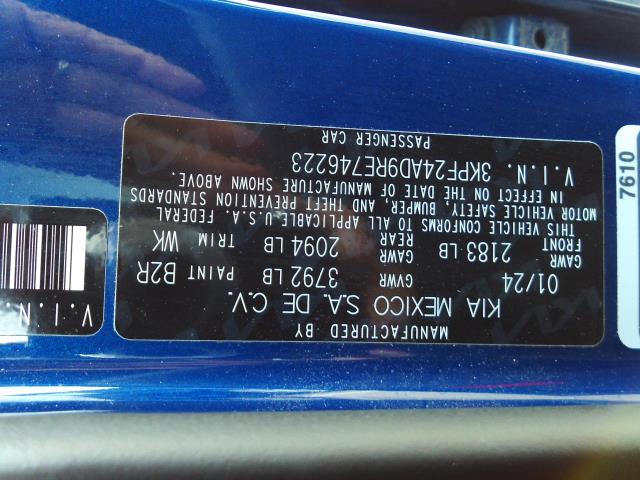 MANUFACTURED BY
KIA MEXICO S.A. DE C.V.
01/24 GVWR 3792 LB PAINT B2R
GAWR FRONT 2183 LB GAWR REAR 2094 LB TRIM WK
THIS VEHICLE CONFORMS TO ALL APPLICABLE U.S.A. FEDERAL
MOTOR VEHICLE SAFETY, BUMPER, AND THEFT PREVENTION STANDARDS
IN EFFECT ON THE DATE OF MANUFACTURE SHOWN ABOVE.
V.I.N. 3KPF24AD9RE746223
PASSENGER CAR
V.I.N.
7610